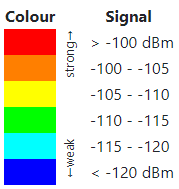 Colour Signal
strong→ > -100 dBm
-100 - -105
-105 - -110
-110 - -115
←weak -115 - -120
< -120 dBm